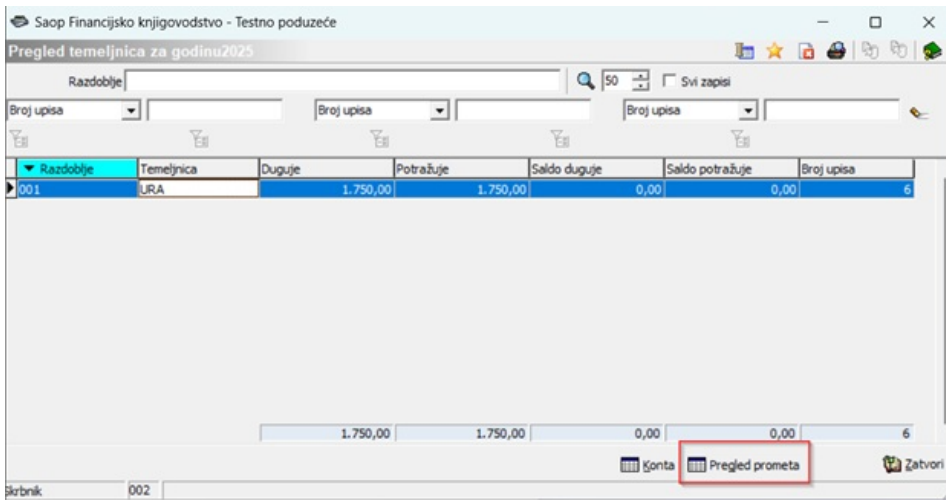 Saop Financijsko knjigovodstvo - Testno poduzeće
Pregled temeljnica za godinu2025
Razdoblje 50 Svi zapisi
Broj upisa Broj upisa Broj upisa
Razdoblje Temeljnica Duguje Potražuje Saldo duguje Saldo potražuje Broj upisa
001 URA 1.750,00 1.750,00 0,00 0,00 6
1.750,00 1.750,00 0,00 0,00 6
Konta Pregled prometa Zatvori
Skrbnik 002